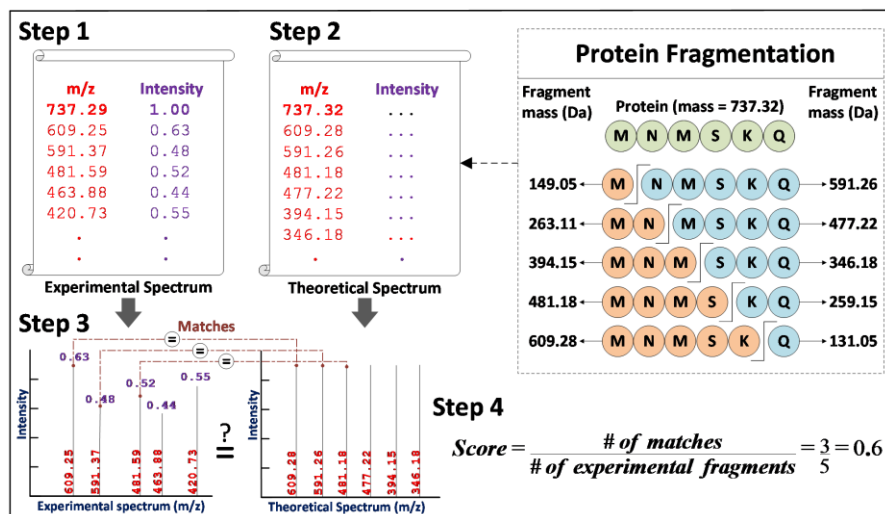 Step 1
m/z Intensity
737.29 1.00
609.25 0.63
591.37 0.48
481.59 0.52
463.88 0.44
420.73 0.55
. .
Experimental Spectrum
Step 2
m/z Intensity
737.32 ...
609.28 ...
591.26 ...
481.18 ...
477.22 ...
394.15 ...
346.18 ...
. .
Theoretical Spectrum
Protein Fragmentation
Fragment mass (Da)
Protein (mass = 737.32)
Fragment mass (Da)
M N M S K Q
149.05 M N M S K Q 591.26
263.11 M N M S K Q 477.22
394.15 M N M S K Q 346.18
481.18 M N M S K Q 259.15
609.28 M N M S K Q 131.05
Step 3
Matches
=
=
=
0.63
0.48
0.52
0.44
0.55
Intensity
609.25
591.37
481.59
463.88
420.73
Experimental spectrum (m/z)
?
=
Intensity
609.28
591.26
481.18
477.22
394.15
346.18
Theoretical Spectrum (m/z)
Step 4
Score = # of matches / # of experimental fragments = 3/5 = 0.6